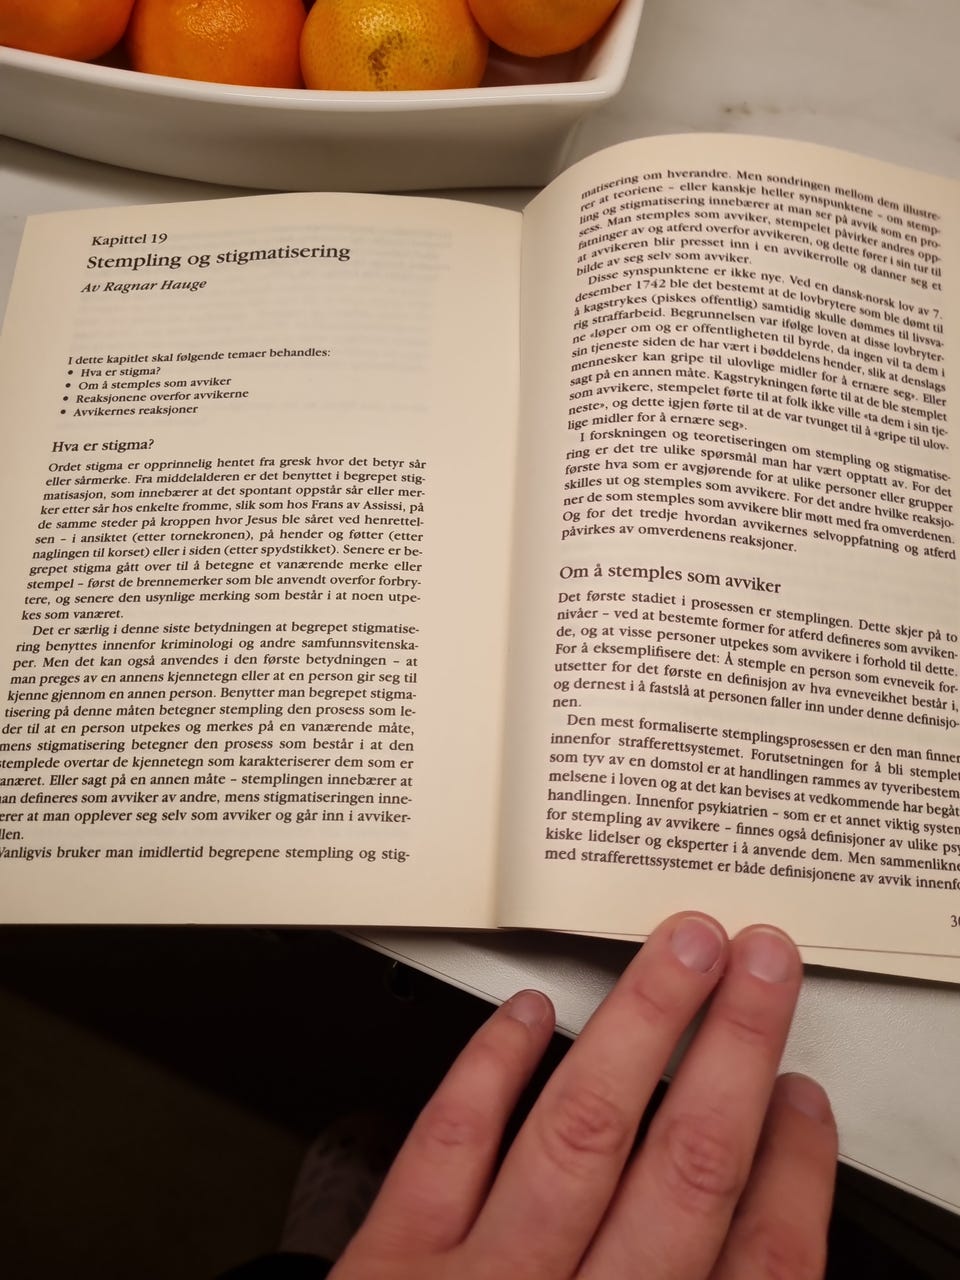 Kapittel 19
Stempling og stigmatisering
Av Ragnar Hauge
I dette kapitlet skal følgende temaer behandles:
• Hva er stigma?
• Om å stemples som avviker
• Reaksjonene overfor avvikerne
• Avvikernes reaksjoner
Hva er stigma?
Ordet stigma er opprinnelig hentet fra gresk hvor det betyr sår
eller sårmerke. Fra middelalderen er det benyttet i begrepet stig-
matisasjon, som innebærer at det spontant oppstår sår eller mer-
ker etter sår hos enkelte fromme, slik som hos Frans av Assissi, på
de samme steder på kroppen hvor Jesus ble såret ved henrettel-
sen – i ansiktet (etter tornekronen), på hender og føtter (etter
naglingen til korset) eller i siden (etter spydstikket). Senere er be-
grepet stigma gått over til å betegne et vanærende merke eller
stempel – først de brennemerker som ble anvendt overfor forbry-
tere, og senere den usynlige merking som består i at noen utpe-
kes som vanæret.
Det er særlig i denne siste betydningen at begrepet stigmatise-
ring benyttes innenfor kriminologi og andre samfunnsvitenska-
per. Men det kan også anvendes i den første betydningen – at
man preges av en annens kjennetegn eller at en person gir seg til
kjenne gjennom en annen person. Benytter man begrepet stigma-
tisering på denne måten betegner stempling den prosess som le-
der til at en person utpekes og merkes på en vanærende måte,
mens stigmatisering betegner den prosess som består i at den
stemplede overtar de kjennetegn som karakteriserer dem som er
vanæret. Eller sagt på en annen måte – stemplingen innebærer at
an defineres som avviker av andre, mens stigmatiseringen inne-
erer at man opplever seg selv som avviker og går inn i avviker-
llen.
Vanligvis bruker man imidlertid begrepene stempling og stig-
matisering om hverandre. Men sondringen mellom dem illustre-
rer at teoriene – eller kanskje heller synspunktene – om stemp-
ling og stigmatisering innebærer at man ser på avvik som en pro-
sess. Man stemples som avviker, stempelet påvirker andres opp-
fatninger av og atferd overfor avvikeren, og dette fører i sin tur til
at avvikeren blir presset inn i en avvikerrolle og danner seg et
bilde av seg selv som avviker.
Disse synspunktene er ikke nye. Ved en dansk-norsk lov av 7.
desember 1742 ble det bestemt at de lovbrytere som ble dømt til
å kagstrykes (piskes offentlig) samtidig skulle dømmes til livsva-
rig straffarbeid. Begrunnelsen var ifølge loven at disse lovbryter-
ne «løper om og er offentligheten til byrde, da ingen vil ta dem i
sin tjeneste siden de har vært i bøddelens hender, slik at denslags
mennesker kan gripe til ulovlige midler for å ernære seg». Eller
sagt på en annen måte. Kagstrykningen førte til at de ble stemplet
som avvikere, stempelet førte til at folk ikke ville «ta dem i sin tje-
neste», og dette igjen førte til at de var tvunget til å «gripe til ulov-
lige midler for å ernære seg».
I forskningen og teoretiseringen om stempling og stigmatise-
ring er det tre ulike spørsmål man har vært opptatt av. For det
første hva som er avgjørende for at ulike personer eller grupper
skilles ut og stemples som avvikere. For det andre hvilke reaksjo-
ner de som stemples som avvikere blir møtt med fra omverdenen.
Og for det tredje hvordan avvikernes selvoppfatning og atferd
påvirkes av omverdenens reaksjoner.
Om å stemples som avviker
Det første stadiet i prosessen er stemplingen. Dette skjer på to
nivåer – ved at bestemte former for atferd defineres som avviken-
de, og at visse personer utpekes som avvikere i forhold til dette.
For å eksemplifisere det: Å stemple en person som evneveik for-
utsetter for det første en definisjon av hva evneveikhet består i,
og dernest i å fastslå at personen faller inn under denne definisjo-
nen.
Den mest formaliserte stemplingsprosessen er den man finner
innenfor strafferettsystemet. Forutsetningen for å bli stemplet
som tyv av en domstol er at handlingen rammes av tyveribestem
melsene i loven og at det kan bevises at vedkommende har begåt
handlingen. Innenfor psykiatrien – som er et annet viktig system
for stempling av avvikere – finnes også definisjoner av ulike psy
kiske lidelser og eksperter i å anvende dem. Men sammenlikne
med strafferettssystemet er både definisjonene av avvik innenfo
30